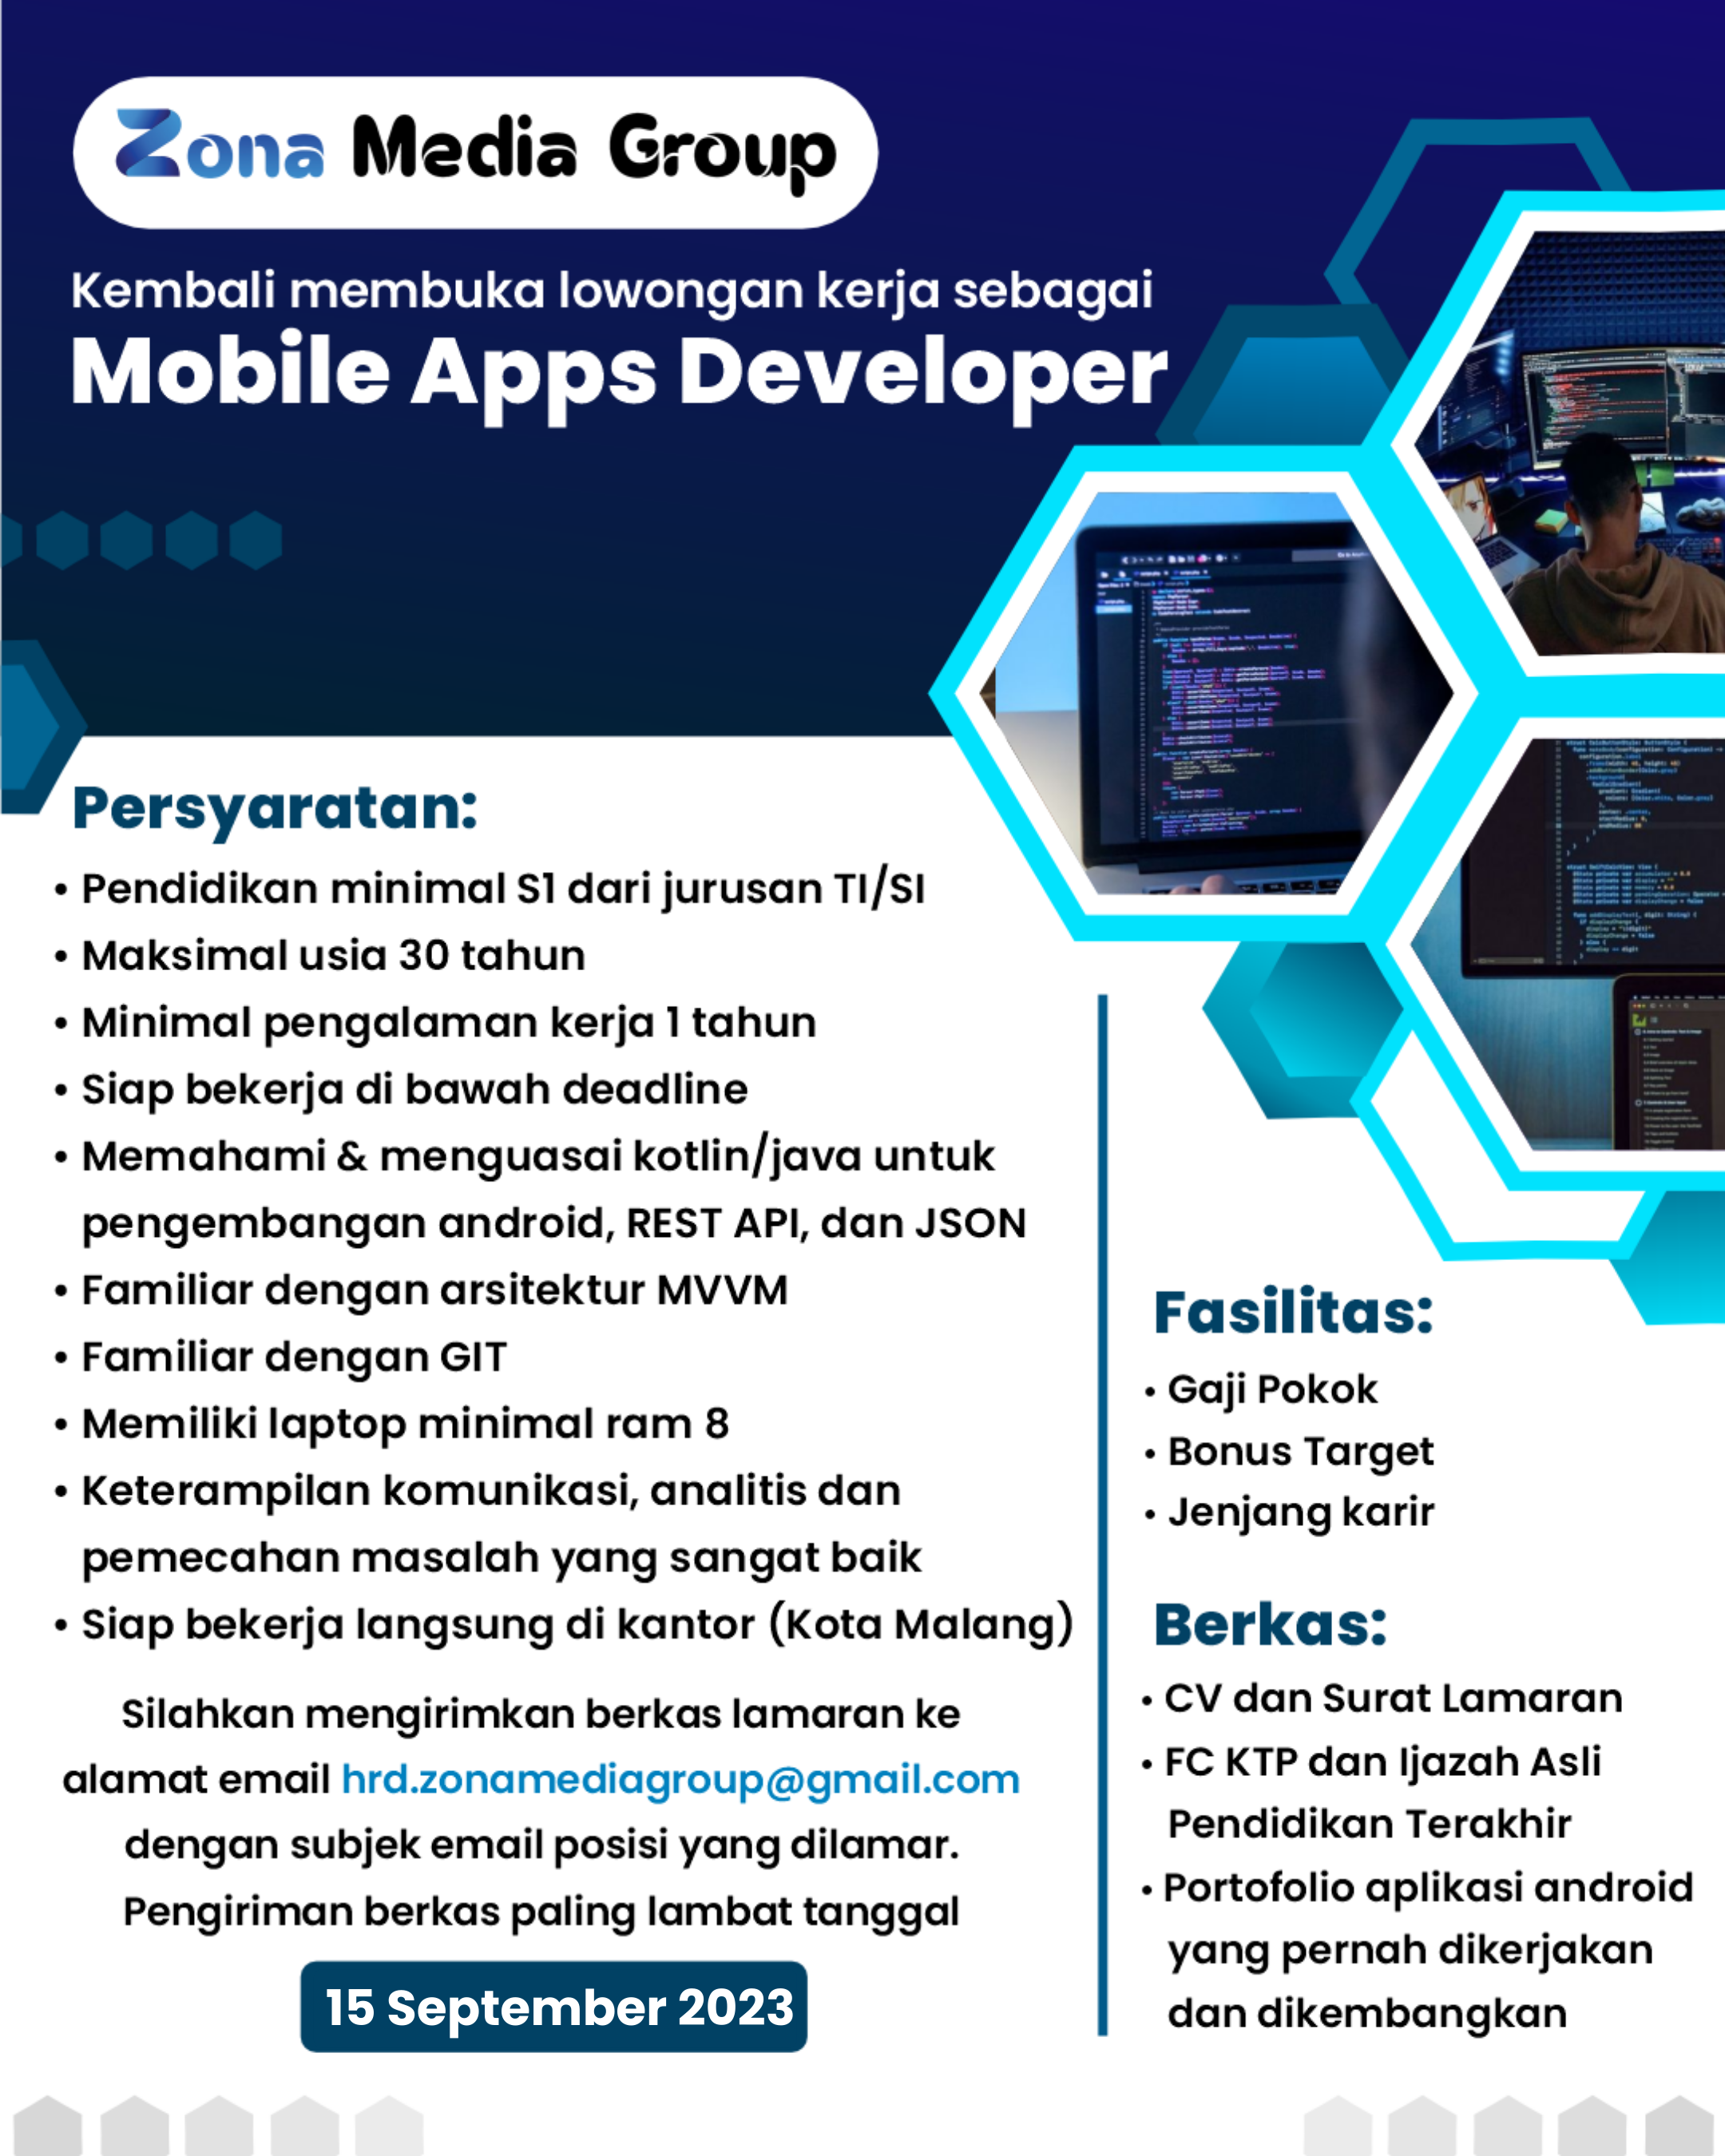 Zona Media Group
Kembali membuka lowongan kerja sebagai
Mobile Apps Developer
Persyaratan:
• Pendidikan minimal S1 dari jurusan TI/SI
• Maksimal usia 30 tahun
• Minimal pengalaman kerja 1 tahun
• Siap bekerja di bawah deadline
• Memahami & menguasai kotlin/java untuk
pengembangan android, REST API, dan JSON
• Familiar dengan arsitektur MVVM
• Familiar dengan GIT
• Memiliki laptop minimal ram 8
• Keterampilan komunikasi, analitis dan
pemecahan masalah yang sangat baik
• Siap bekerja langsung di kantor (Kota Malang)
Silahkan mengirimkan berkas lamaran ke
alamat email hrd.zonamediagroup@gmail.com
dengan subjek email posisi yang dilamar.
Pengiriman berkas paling lambat tanggal
15 September 2023
Fasilitas:
• Gaji Pokok
• Bonus Target
• Jenjang karir
Berkas:
• CV dan Surat Lamaran
• FC KTP dan Ijazah Asli
Pendidikan Terakhir
• Portofolio aplikasi android
yang pernah dikerjakan
dan dikembangkan